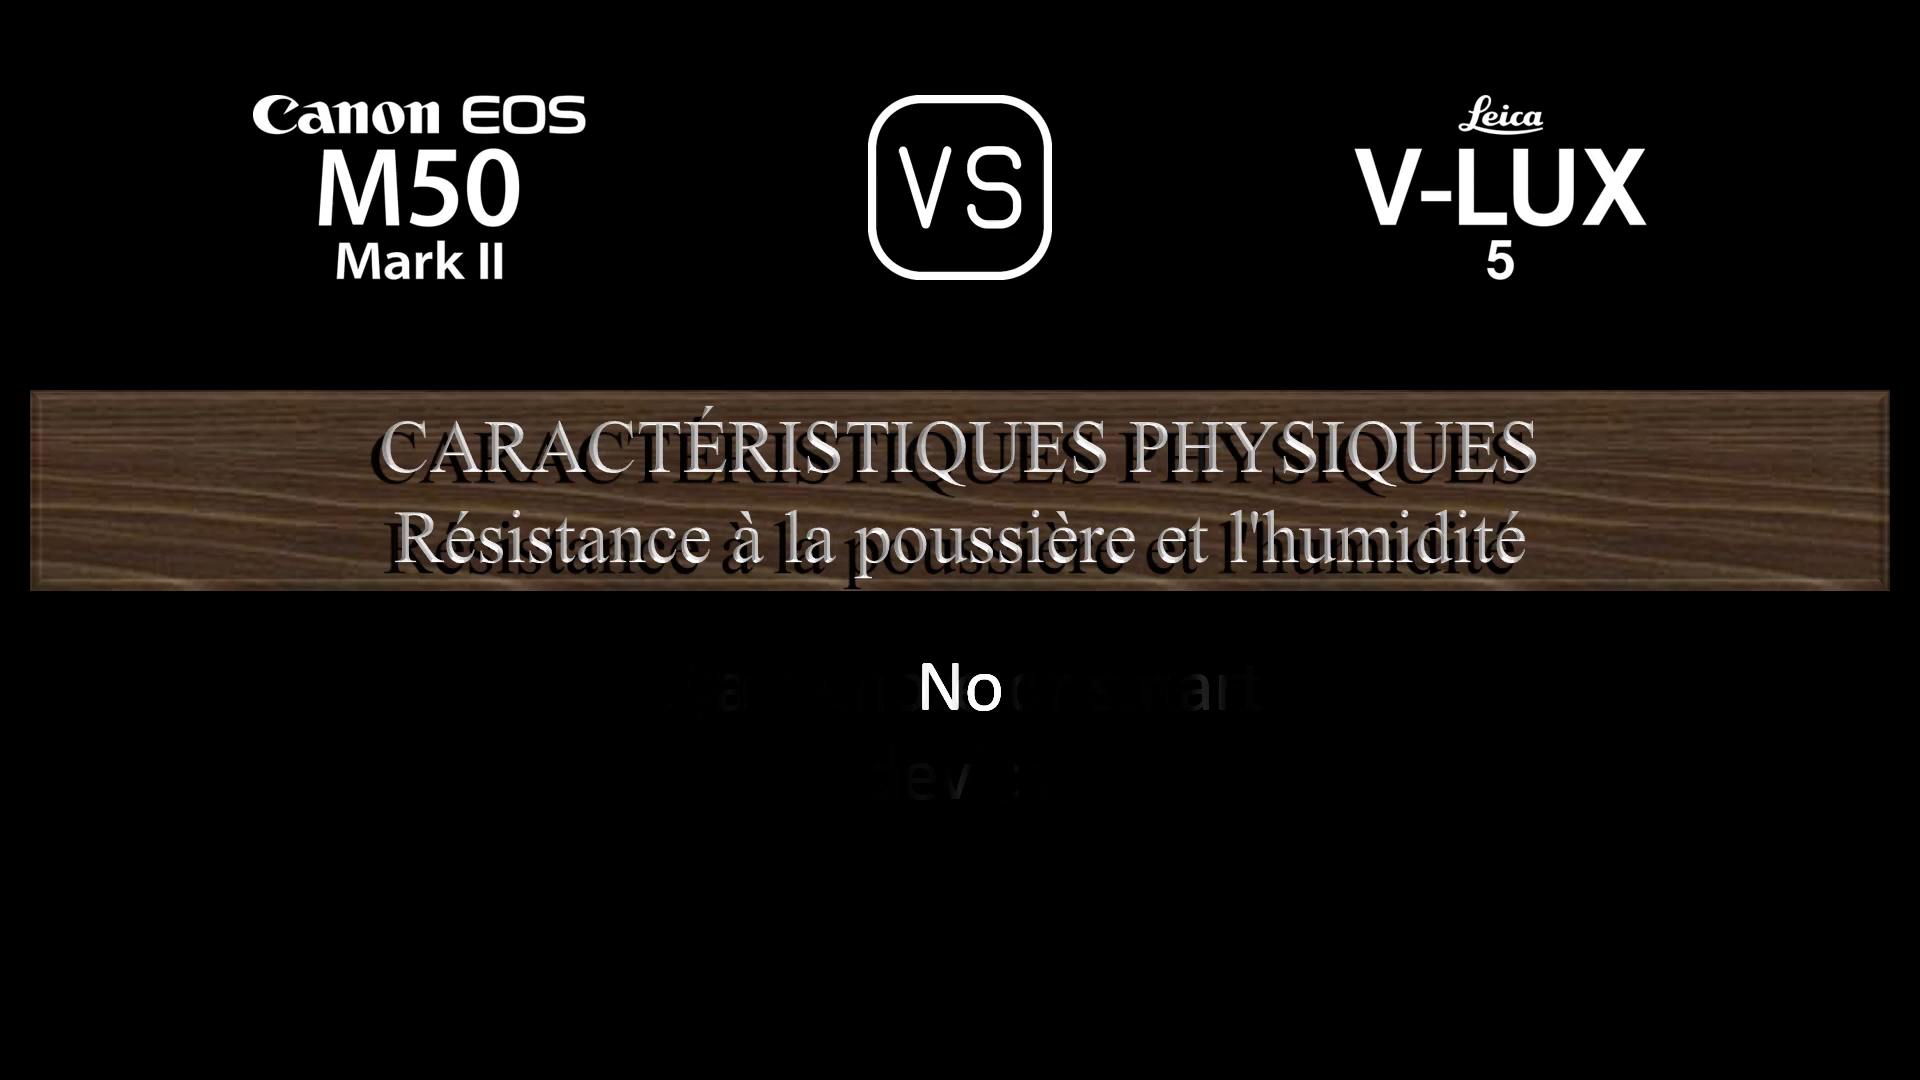 Canon EOS
M50
Mark II
VS
Leica
V-LUX
5
CARACTÉRISTIQUES PHYSIQUES
Résistance à la poussière et l'humidité
No